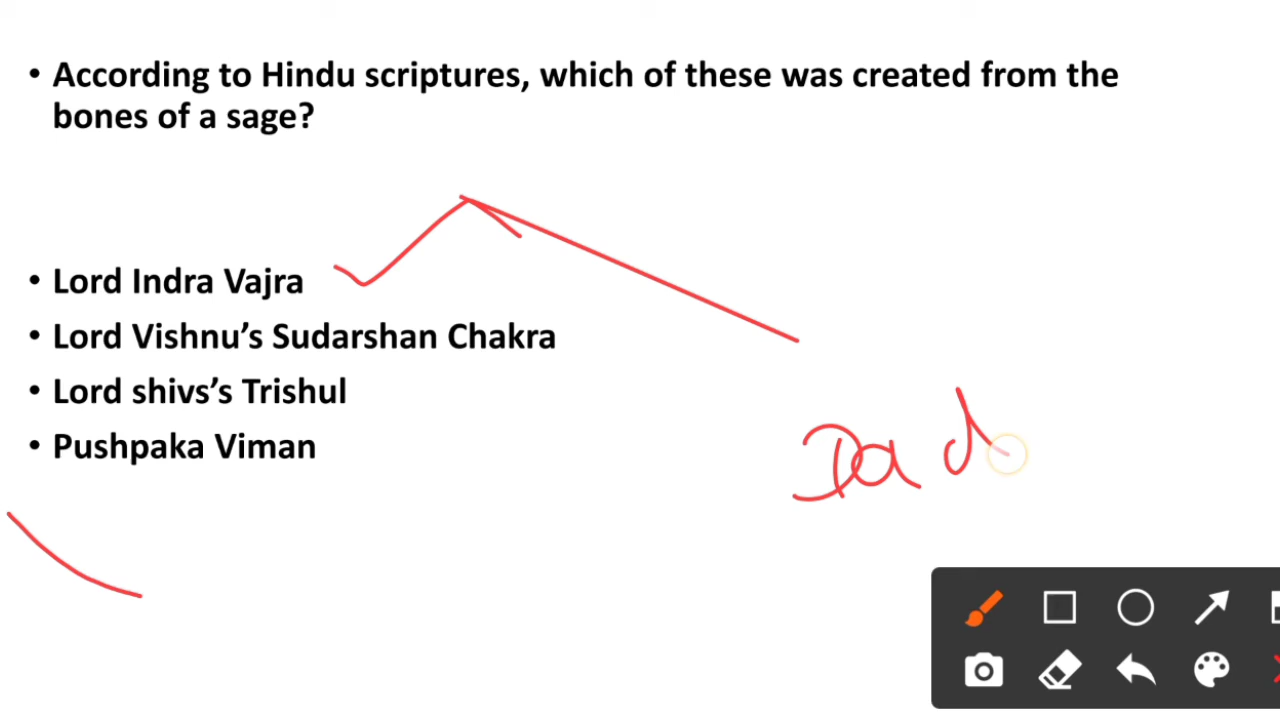 • According to Hindu scriptures, which of these was created from the
bones of a sage?
• Lord Indra Vajra
• Lord Vishnu’s Sudarshan Chakra
• Lord shivs’s Trishul
• Pushpaka Viman
Dad